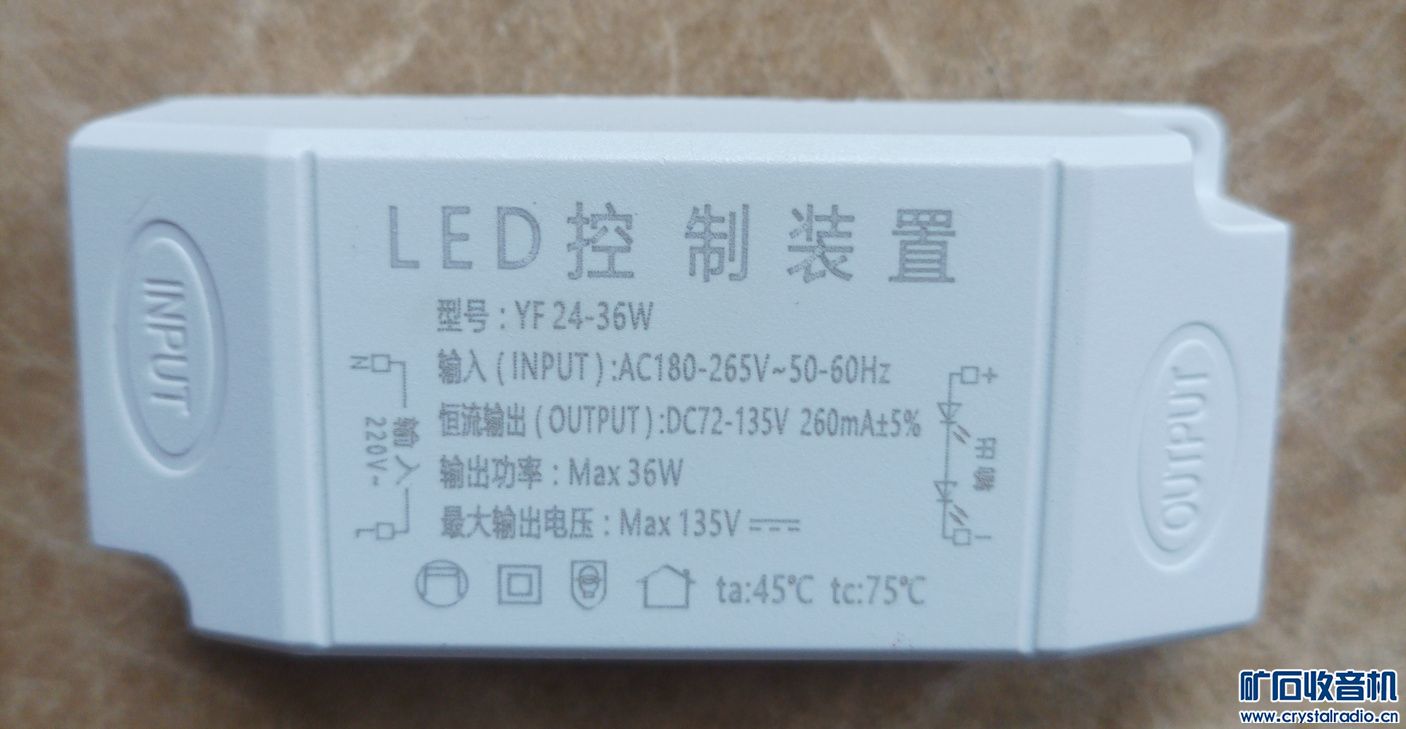 LED控制装置
型号：YF 24-36W
输入(INPUT):AC180-265V~50-60Hz
恒流输出(OUTPUT):DC72-135V 260mA±5%
输出功率：Max 36W
最大输出电压：Max 135V
ta:45℃ tc:75℃
INPUT
N
输入
220V~
L
+
-
OUTPUT
矿石收音机
www.crystalradio.cn